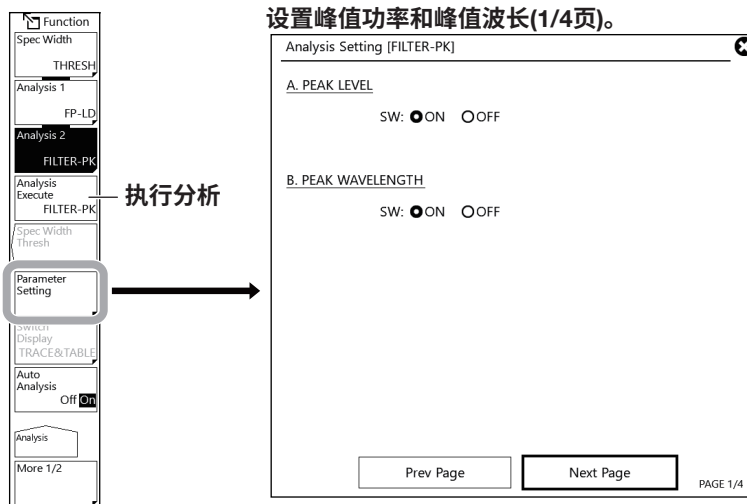 Function
Spec Width
THRESH
Analysis 1
FP-LD
Analysis 2
FILTER-PK
Analysis
Execute
FILTER-PK
Spec Width
Thresh
Parameter
Setting
Switch
Display
TRACE&TABLE
Auto
Analysis
Off On
Analysis
More 1/2
执行分析
设置峰值功率和峰值波长(1/4页)。
Analysis Setting [FILTER-PK]
A. PEAK LEVEL
SW: ON OFF
B. PEAK WAVELENGTH
SW: ON OFF
Prev Page Next Page
PAGE 1/4